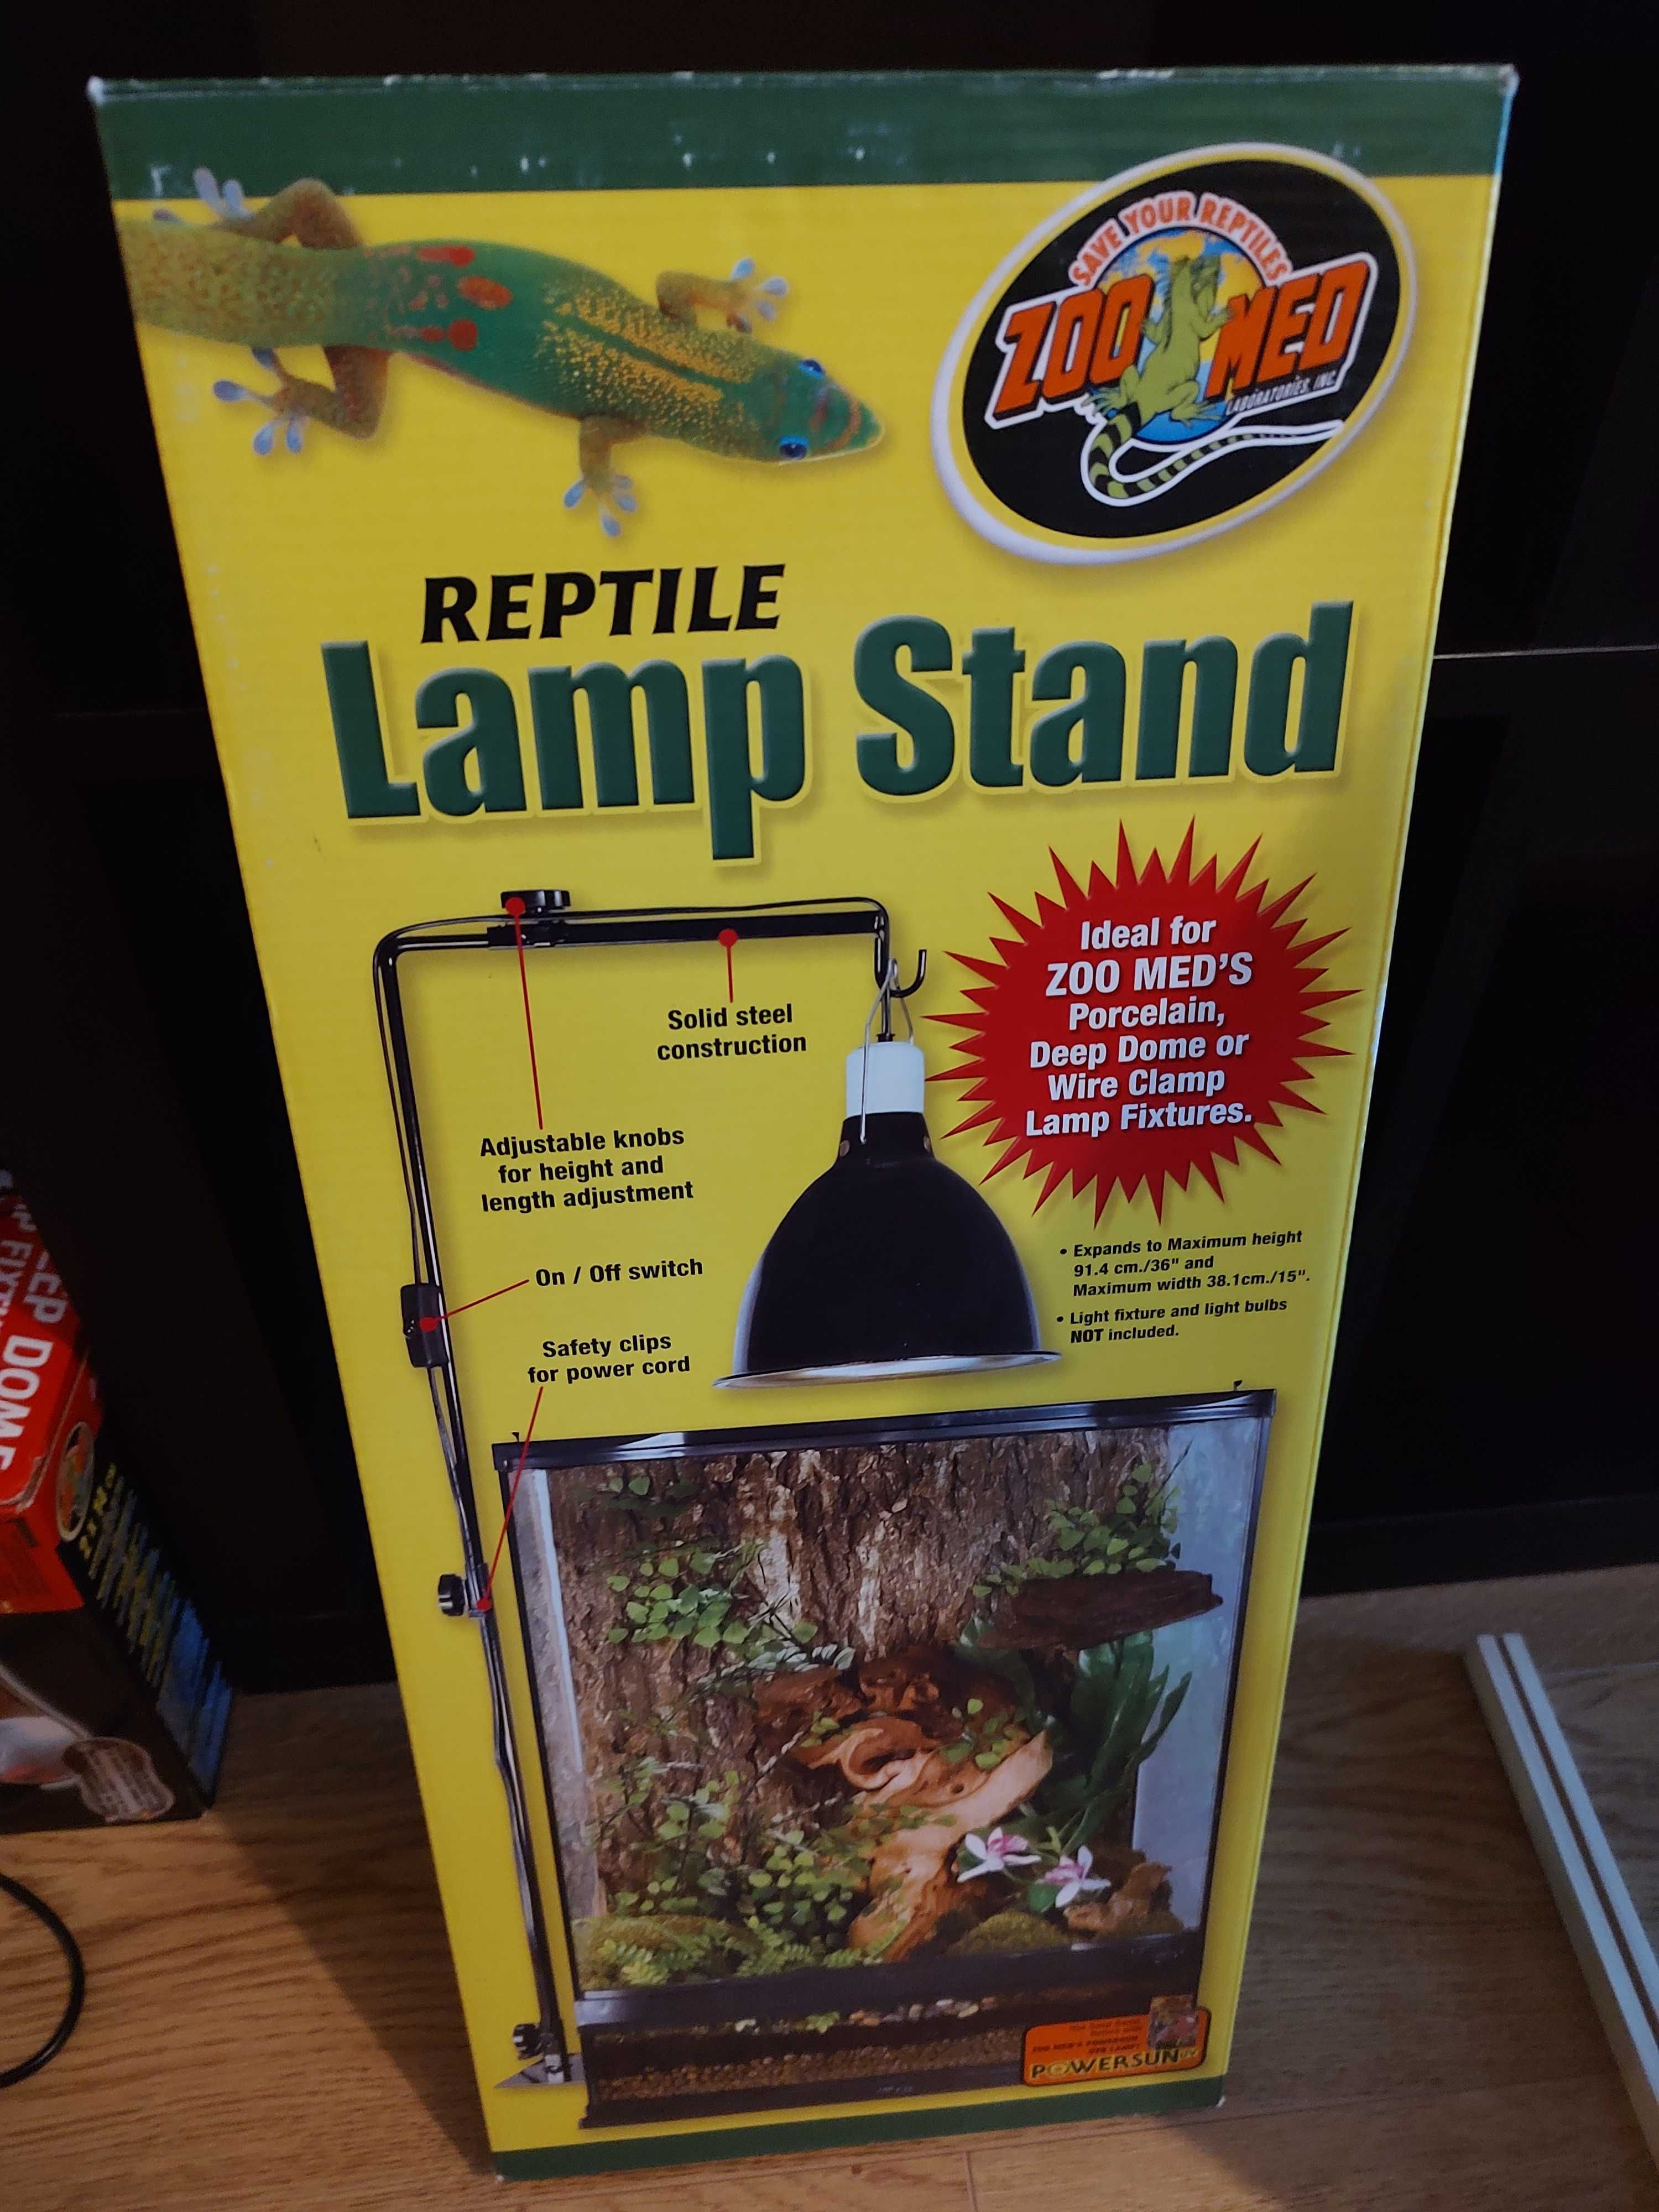 SAVE YOUR REPTILES
ZOO MED
LABORATORIES, INC.
REPTILE
Lamp Stand
Ideal for
ZOO MED'S
Porcelain,
Deep Dome or
Wire Clamp
Lamp Fixtures.
Solid steel
construction
Adjustable knobs
for height and
length adjustment
On / Off switch
Safety clips
for power cord
• Expands to Maximum height
91.4 cm./36" and
Maximum width 38.1cm./15".
• Light fixture and light bulbs
NOT included.
POWERSUN UV
DOME